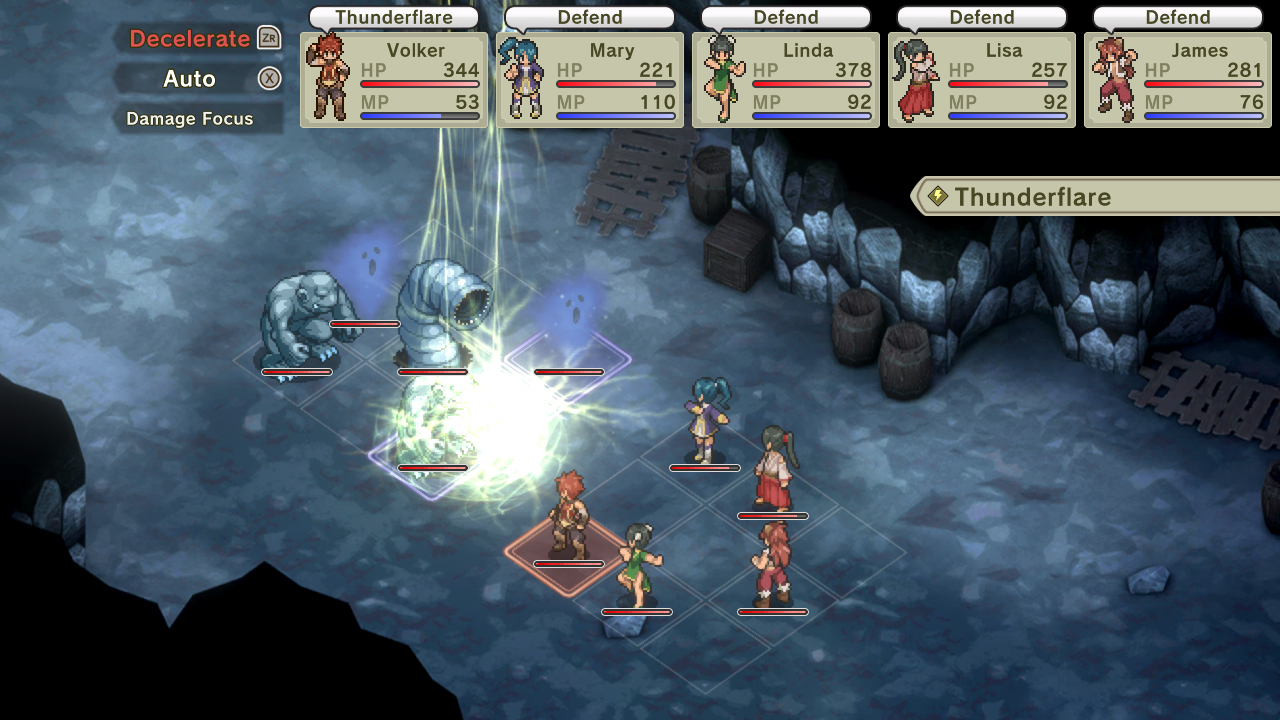 Decelerate ZR
Auto X
Damage Focus
Thunderflare
Volker
HP 344
MP 53
Defend
Mary
HP 221
MP 110
Defend
Linda
HP 378
MP 92
Defend
Lisa
HP 257
MP 92
Defend
James
HP 281
MP 76
Thunderflare